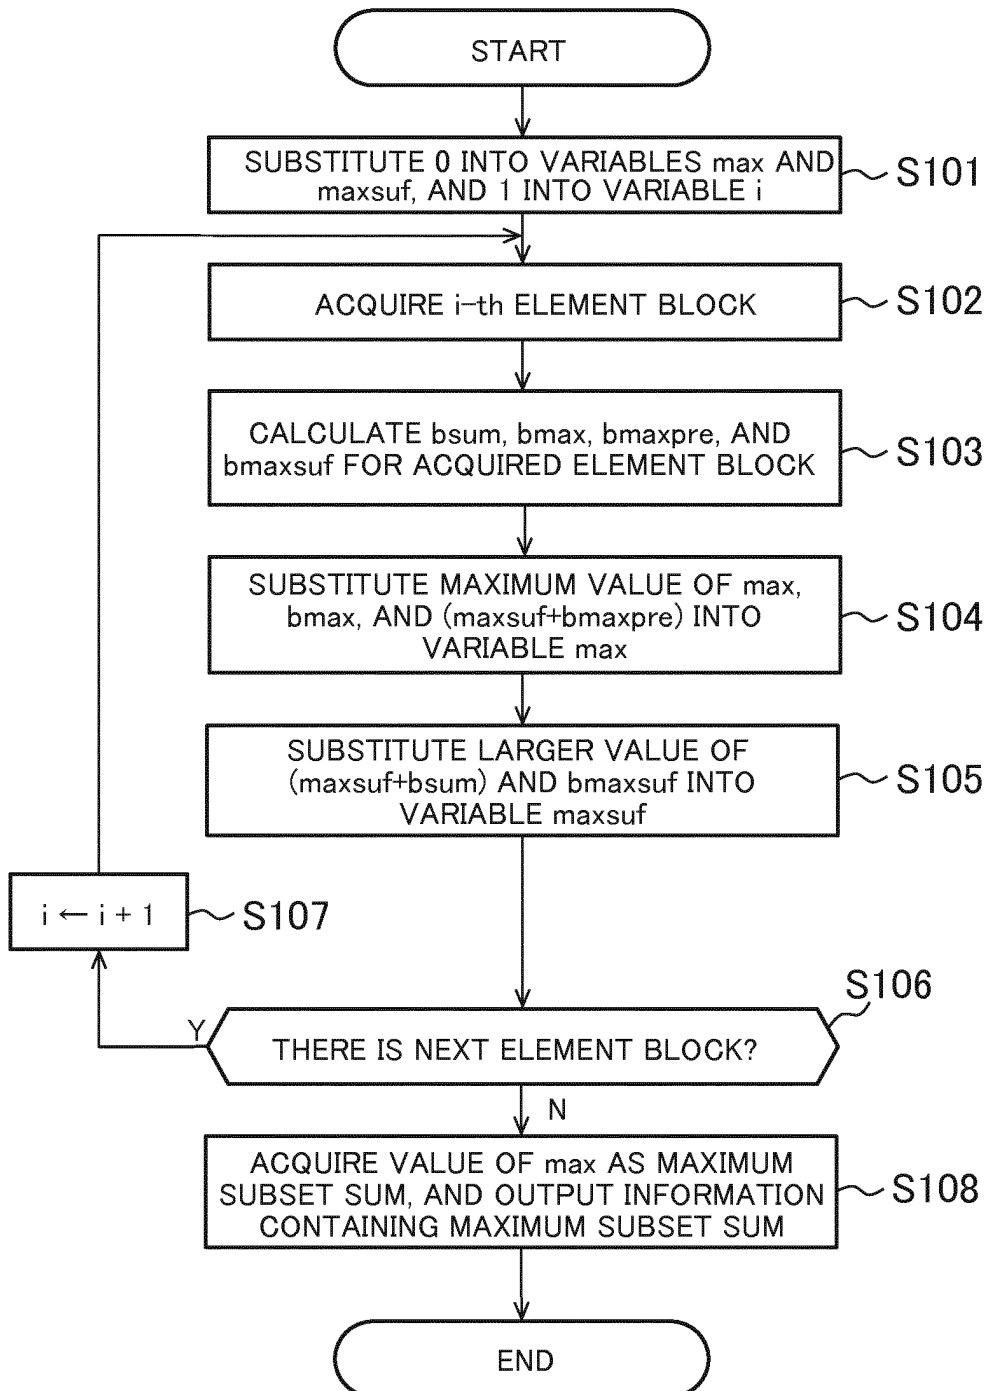 START
SUBSTITUTE 0 INTO VARIABLES max AND
maxsuf, AND 1 INTO VARIABLE i
S101
ACQUIRE i-th ELEMENT BLOCK
S102
CALCULATE bsum, bmax, bmaxpre, AND
bmaxsuf FOR ACQUIRED ELEMENT BLOCK
S103
SUBSTITUTE MAXIMUM VALUE OF max,
bmax, AND (maxsuf+bmaxpre) INTO
VARIABLE max
S104
SUBSTITUTE LARGER VALUE OF
(maxsuf+bsum) AND bmaxsuf INTO
VARIABLE maxsuf
S105
i ← i + 1
S107
S106
Y
THERE IS NEXT ELEMENT BLOCK?
N
ACQUIRE VALUE OF max AS MAXIMUM
SUBSET SUM, AND OUTPUT INFORMATION
CONTAINING MAXIMUM SUBSET SUM
S108
END